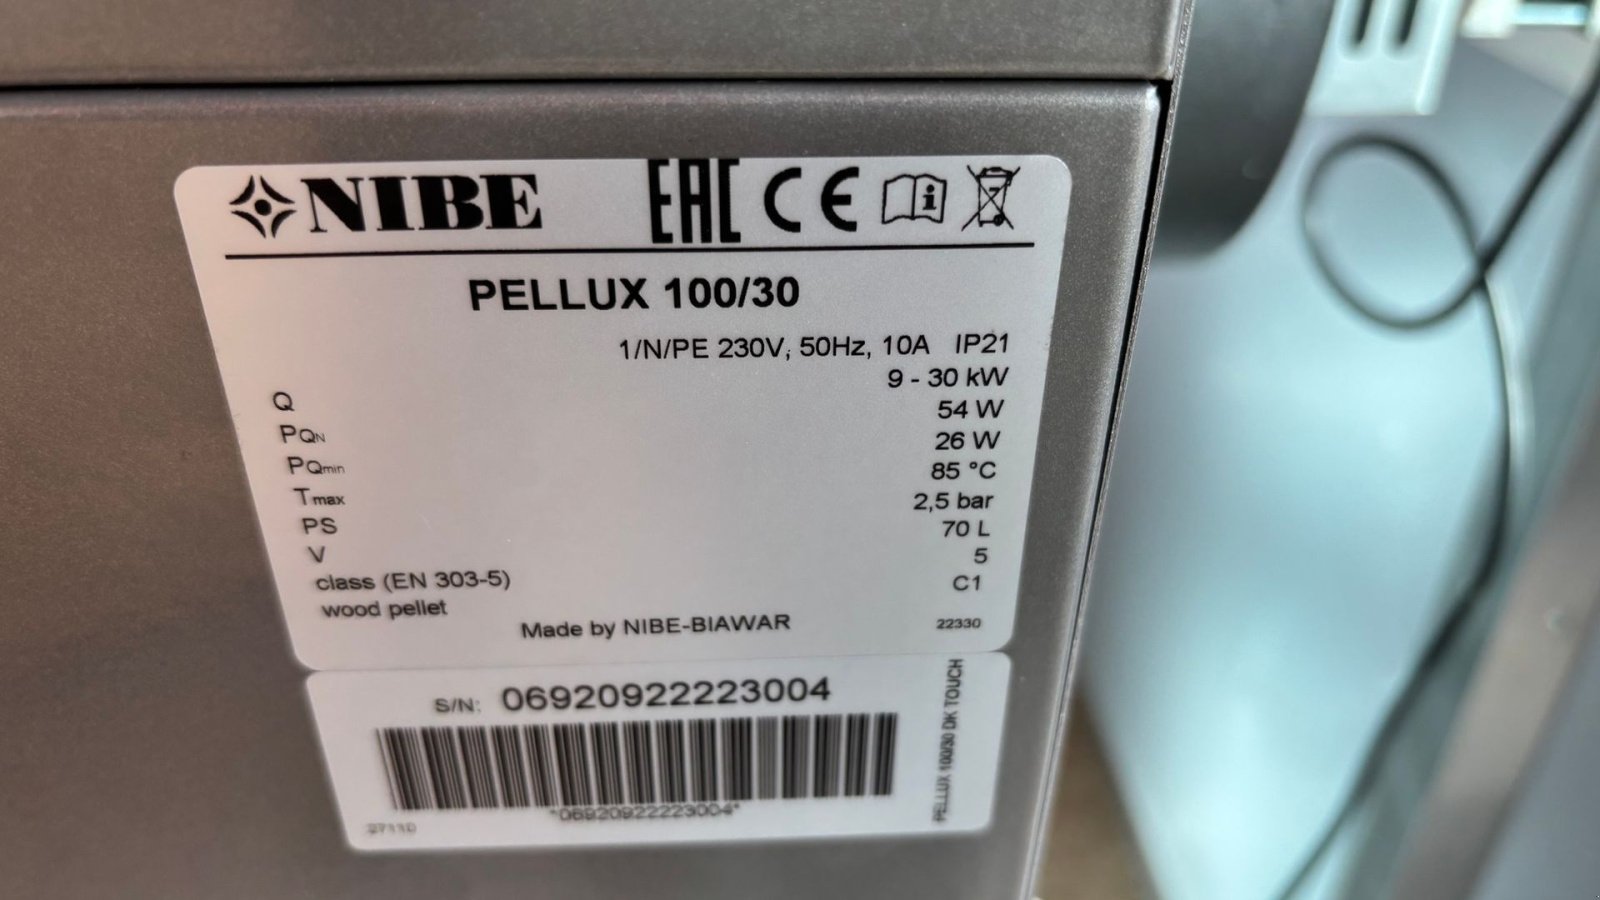 NIBE EAC CE
PELLUX 100/30
1/N/PE 230V, 50Hz, 10A IP21
Q 9 - 30 kW
PQN 54 W
PQmin 26 W
Tmax 85 °C
PS 2,5 bar
V 70 L
class (EN 303-5) 5
wood pellet C1
Made by NIBE-BIAWAR 22330
S/N: 06920922223004
*06920922223004*
27110
PELLUX 100/30 DK TOUCH